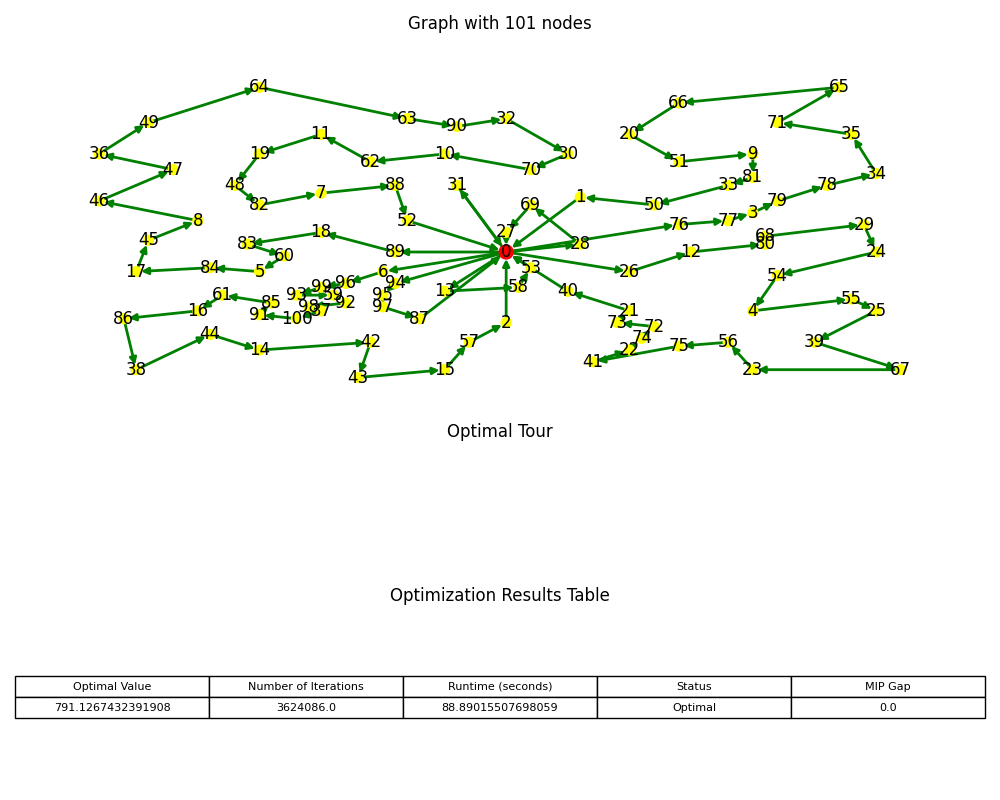 Graph with 101 nodes
64 65
66
49 63 90 32 71
11 20 35
36 19 62 10 30 51 9
47 70 81 34
48 7 88 31 33 78
46 82 69 1 50 3 79
8 52 76 77 29
45 83 18 27 28 68
60 89 0 12 80 24
17 84 5 6 53 26 54
99 96 94 13 58 40
61 93 59 95 55
85 98 92 97
16 91 37 21 4 25
86 100 87 2 73 72
44 42 57 74 56 39
14 22 75
41
38 43 15 23 67
Optimal Tour
Optimization Results Table
Optimal Value Number of Iterations Runtime (seconds) Status MIP Gap
791.1267432391908 3624086.0 88.89015507698059 Optimal 0.0